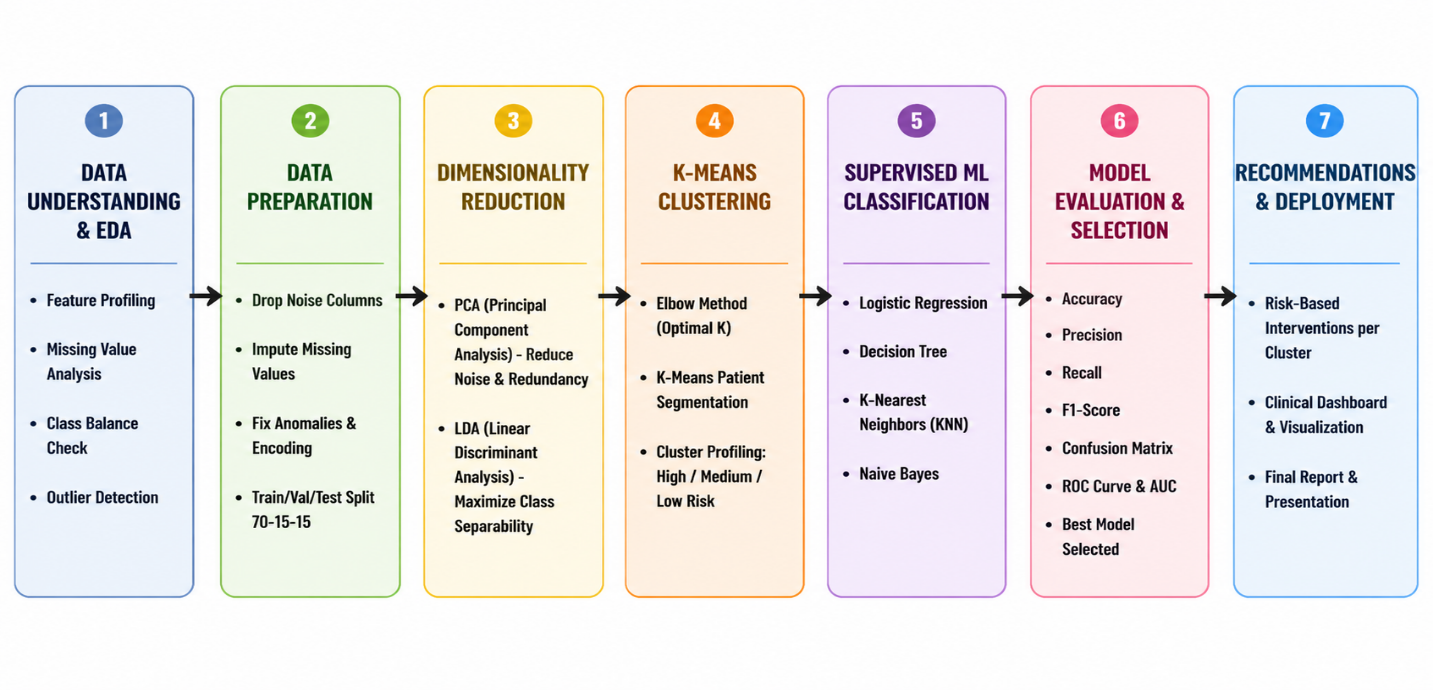 1
DATA
UNDERSTANDING
& EDA
• Feature Profiling
• Missing Value
Analysis
• Class Balance
Check
• Outlier Detection
2
DATA
PREPARATION
• Drop Noise Columns
• Impute Missing
Values
• Fix Anomalies &
Encoding
• Train/Val/Test Split
70-15-15
3
DIMENSIONALITY
REDUCTION
• PCA (Principal
Component
Analysis) - Reduce
Noise & Redundancy
• LDA (Linear
Discriminant
Analysis) -
Maximize Class
Separability
4
K-MEANS
CLUSTERING
• Elbow Method
(Optimal K)
• K-Means Patient
Segmentation
• Cluster Profiling:
High / Medium /
Low Risk
5
SUPERVISED ML
CLASSIFICATION
• Logistic Regression
• Decision Tree
• K-Nearest
Neighbors (KNN)
• Naive Bayes
6
MODEL
EVALUATION &
SELECTION
• Accuracy
• Precision
• Recall
• F1-Score
• Confusion Matrix
• ROC Curve & AUC
• Best Model
Selected
7
RECOMMENDATIONS
& DEPLOYMENT
• Risk-Based
Interventions per
Cluster
• Clinical Dashboard
& Visualization
• Final Report &
Presentation